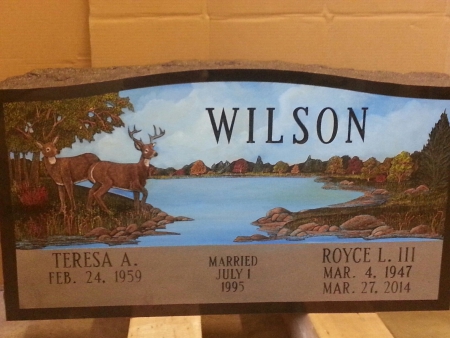 WILSON
TERESA A.
FEB. 24, 1959
MARRIED
JULY 1
1995
ROYCE L. III
MAR. 4, 1947
MAR. 27, 2014